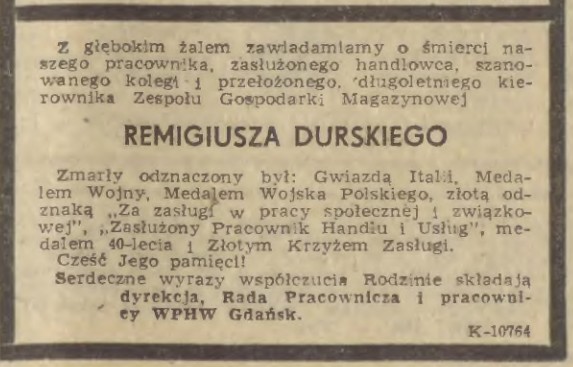 Z głębokim żalem zawiadamiamy o śmierci na-
szego pracownika, zasłużonego handlowca, szano-
wanego kolegi i przełożonego, długoletniego kie-
rownika Zespołu Gospodarki Magazynowej
REMIGIUSZA DURSKIEGO
Zmarły odznaczony był: Gwiazdą Italii, Meda-
lem Wojny, Medalem Wojska Polskiego, złotą od-
znaką „Za zasługi w pracy społecznej i związko-
wej", „Zasłużony Pracownik Handlu i Usług", me-
dalem 40-lecia i Złotym Krzyżem Zasługi.
Cześć Jego pamięci!
Serdeczne wyrazy współczucia Rodzinie składają
dyrekcja, Rada Pracownicza i pracowni-
cy WPHW Gdańsk.
K-10764